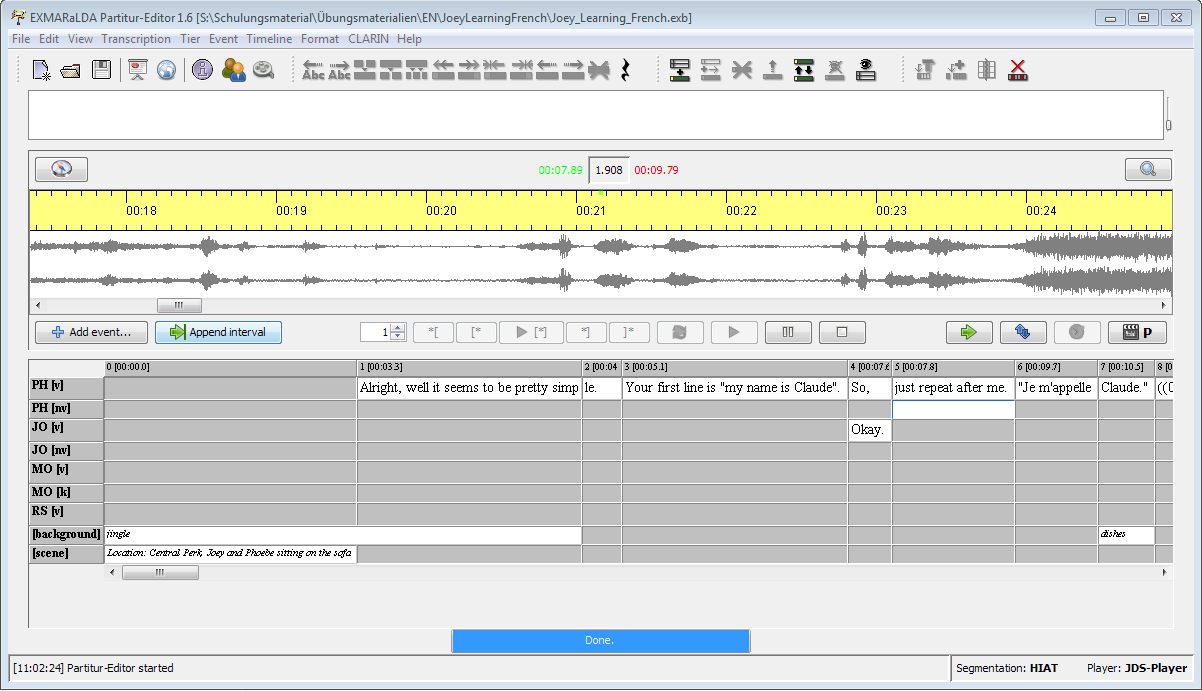 EXMARaLDA Partitur-Editor 1.6 [S:\Schulungsmaterial\Übungsmaterialien\EN\JoeyLearningFrench\Joey_Learning_French.exb]
File Edit View Transcription Tier Event Timeline Format CLARIN Help
Abc Abc
00:07.89 1.908 00:09.79
00:18 00:19 00:20 00:21 00:22 00:23 00:24
Add event... Append interval 1 *[ [* [*] *] ]* P
0 [00:00.0] 1 [00:03.3] 2 [00:04 3 [00:05.1] 4 [00:07.6 5 [00:07.8] 6 [00:09.7] 7 [00:10.5] 8 [0
PH [v] Alright, well it seems to be pretty simp le. Your first line is "my name is Claude". So, just repeat after me. "Je m'appelle Claude." ((
PH [nv]
JO [v] Okay.
JO [nv]
MO [v]
MO [k]
RS [v]
[background] jingle dishes
[scene] Location: Central Perk, Joey and Phoebe sitting on the sofa
Done.
[11:02:24] Partitur-Editor started Segmentation: HIAT Player: JDS-Player